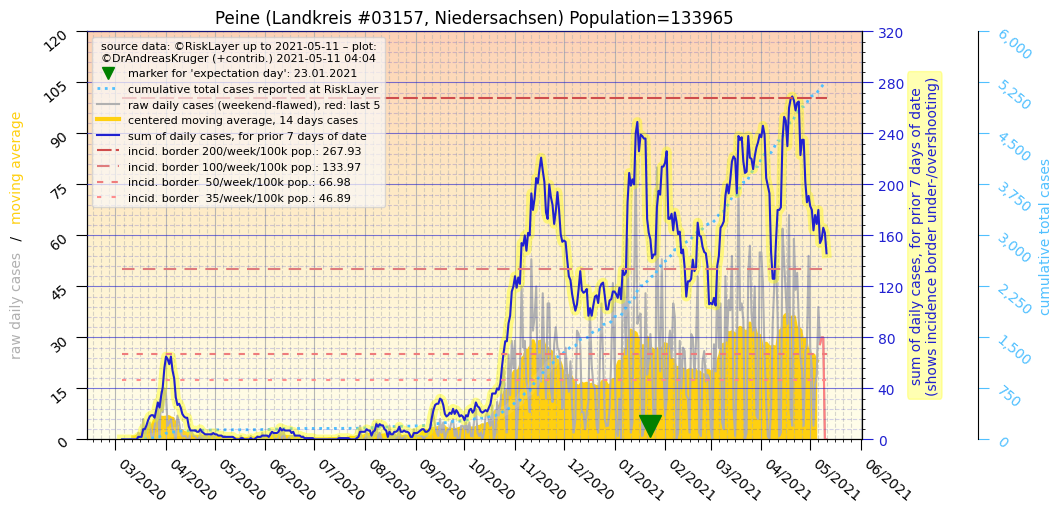 Peine (Landkreis #03157, Niedersachsen) Population=133965
source data: ©RiskLayer up to 2021-05-11 – plot:
©DrAndreasKruger (+contrib.) 2021-05-11 04:04
marker for 'expectation day': 23.01.2021
cumulative total cases reported at RiskLayer
raw daily cases (weekend-flawed), red: last 5
centered moving average, 14 days cases
sum of daily cases, for prior 7 days of date
incid. border 200/week/100k pop.: 267.93
incid. border 100/week/100k pop.: 133.97
incid. border  50/week/100k pop.: 66.98
incid. border  35/week/100k pop.: 46.89
raw daily cases / moving average
120
105
90
75
60
45
30
15
0
03/2020
04/2020
05/2020
06/2020
07/2020
08/2020
09/2020
10/2020
11/2020
12/2020
01/2021
02/2021
03/2021
04/2021
05/2021
06/2021
320
280
240
200
160
120
80
40
0
sum of daily cases, for prior 7 days of date
(shows incidence border under-/overshooting)
6,000
5,250
4,500
3,750
3,000
2,250
1,500
750
0
cumulative total cases